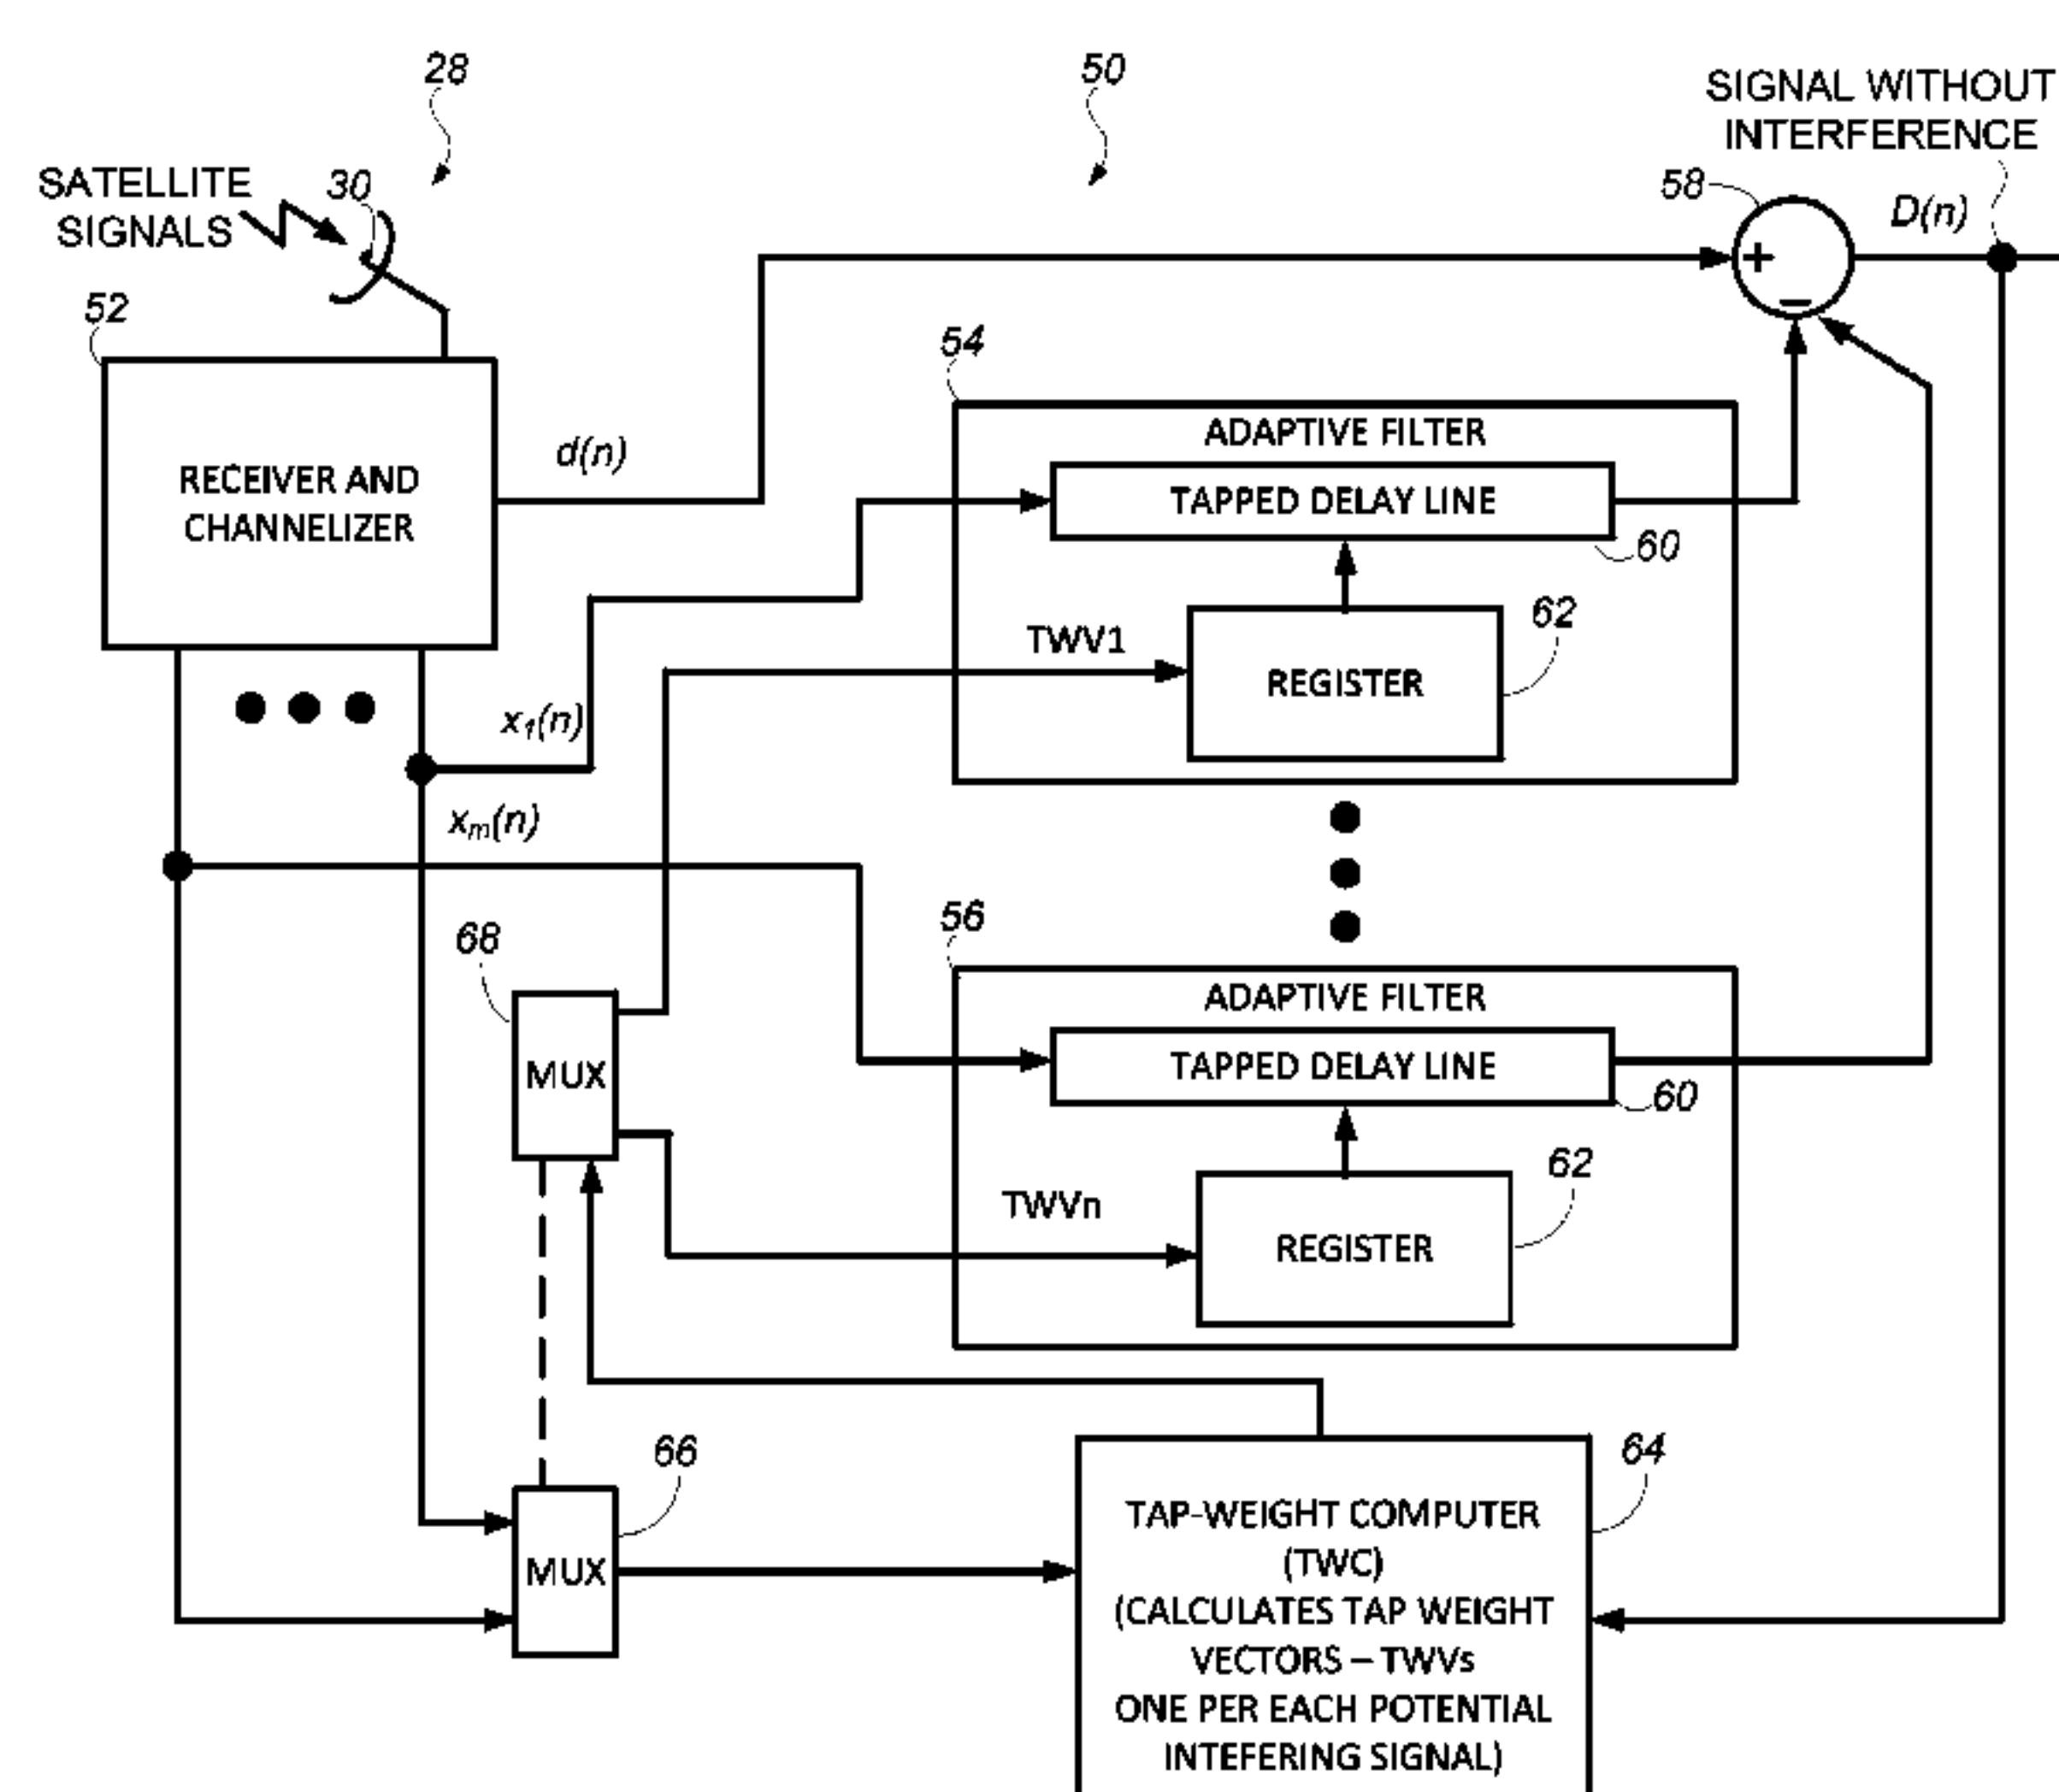 28
50
SIGNAL WITHOUT
INTERFERENCE
SATELLITE
SIGNALS
30
58
D(n)
+
−
52
RECEIVER AND
CHANNELIZER
d(n)
54
ADAPTIVE FILTER
TAPPED DELAY LINE
60
TWV1
REGISTER
62
x1(n)
xm(n)
68
MUX
56
ADAPTIVE FILTER
TAPPED DELAY LINE
60
TWVn
REGISTER
62
66
MUX
64
TAP-WEIGHT COMPUTER
(TWC)
(CALCULATES TAP WEIGHT
VECTORS – TWVs
ONE PER EACH POTENTIAL
INTEFERING SIGNAL)